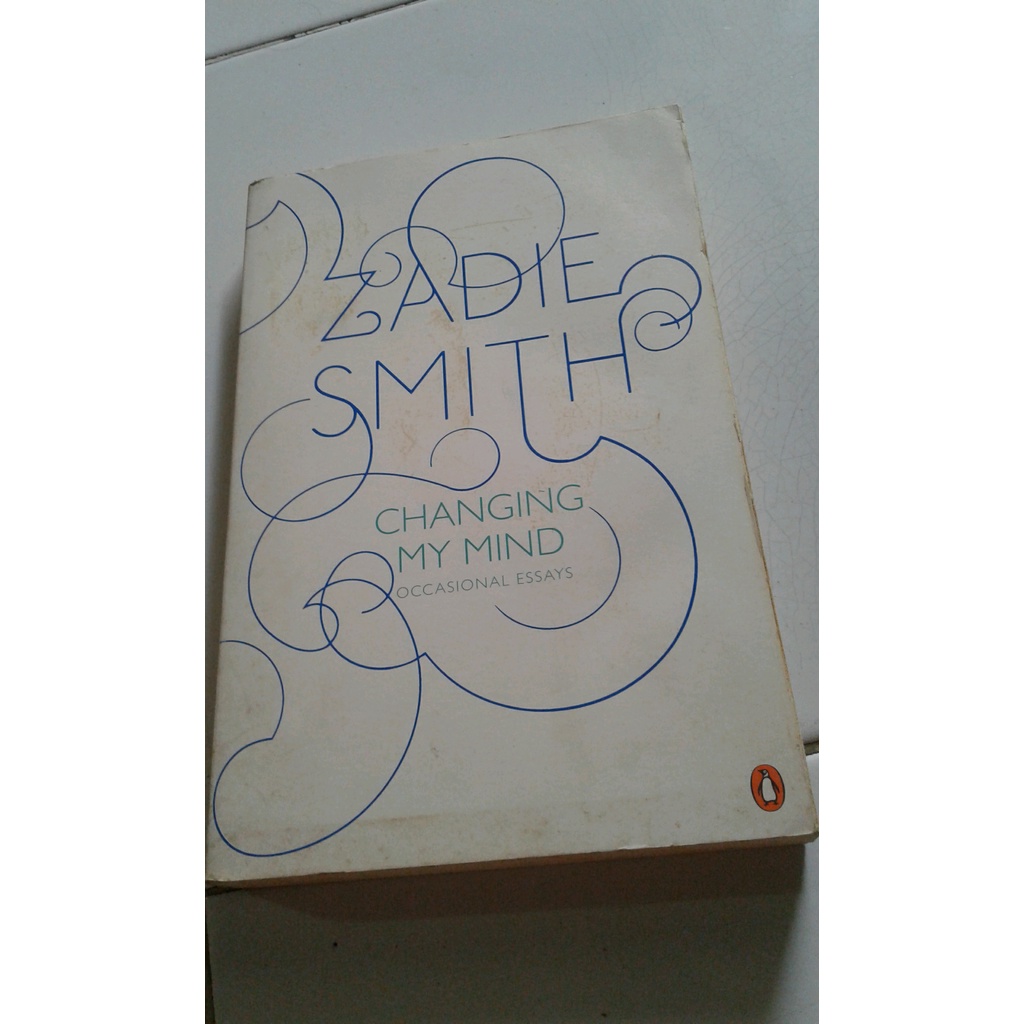 ZADIE
SMITH
CHANGING
MY MIND
OCCASIONAL ESSAYS